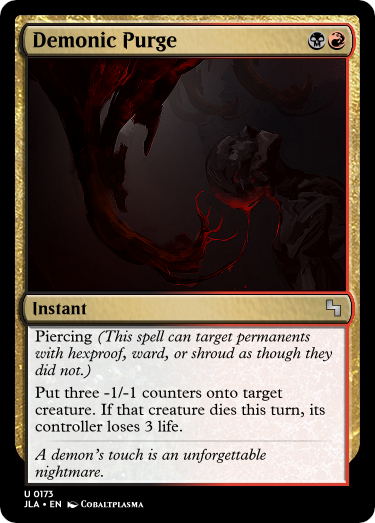 Demonic Purge
Instant
Piercing (This spell can target permanents
with hexproof, ward, or shroud as though they
did not.)
Put three -1/-1 counters onto target
creature. If that creature dies this turn, its
controller loses 3 life.
A demon's touch is an unforgettable
nightmare.
U 0173
JLA • EN Cobaltplasma